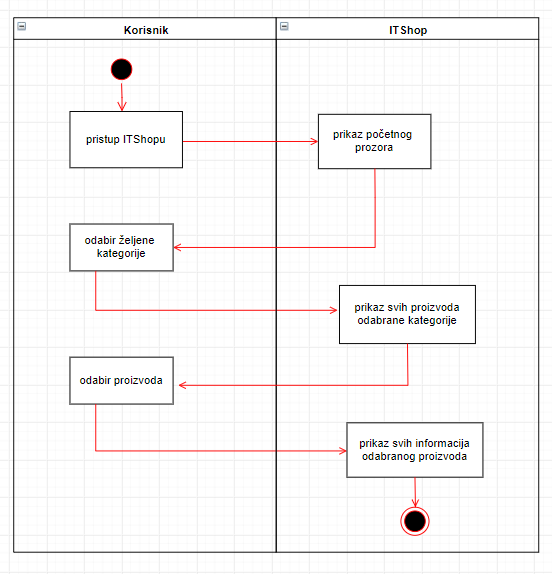 Korisnik
ITShop
pristup ITShopu
prikaz početnog
prozora
odabir željene
kategorije
prikaz svih proizvoda
odabrane kategorije
odabir proizvoda
prikaz svih informacija
odabranog proizvoda